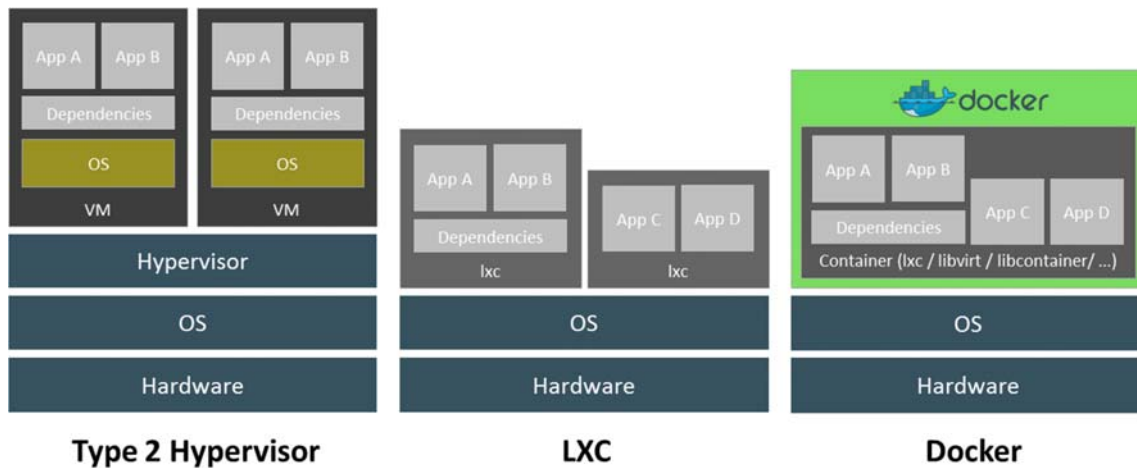 App A App B
Dependencies
OS
VM
App A App B
Dependencies
OS
VM
Hypervisor
OS
Hardware
Type 2 Hypervisor
App A App B
Dependencies
lxc
App C App D
lxc
OS
Hardware
LXC
docker
App A App B
Dependencies
App C App D
Container (lxc / libvirt / libcontainer/ ...)
OS
Hardware
Docker